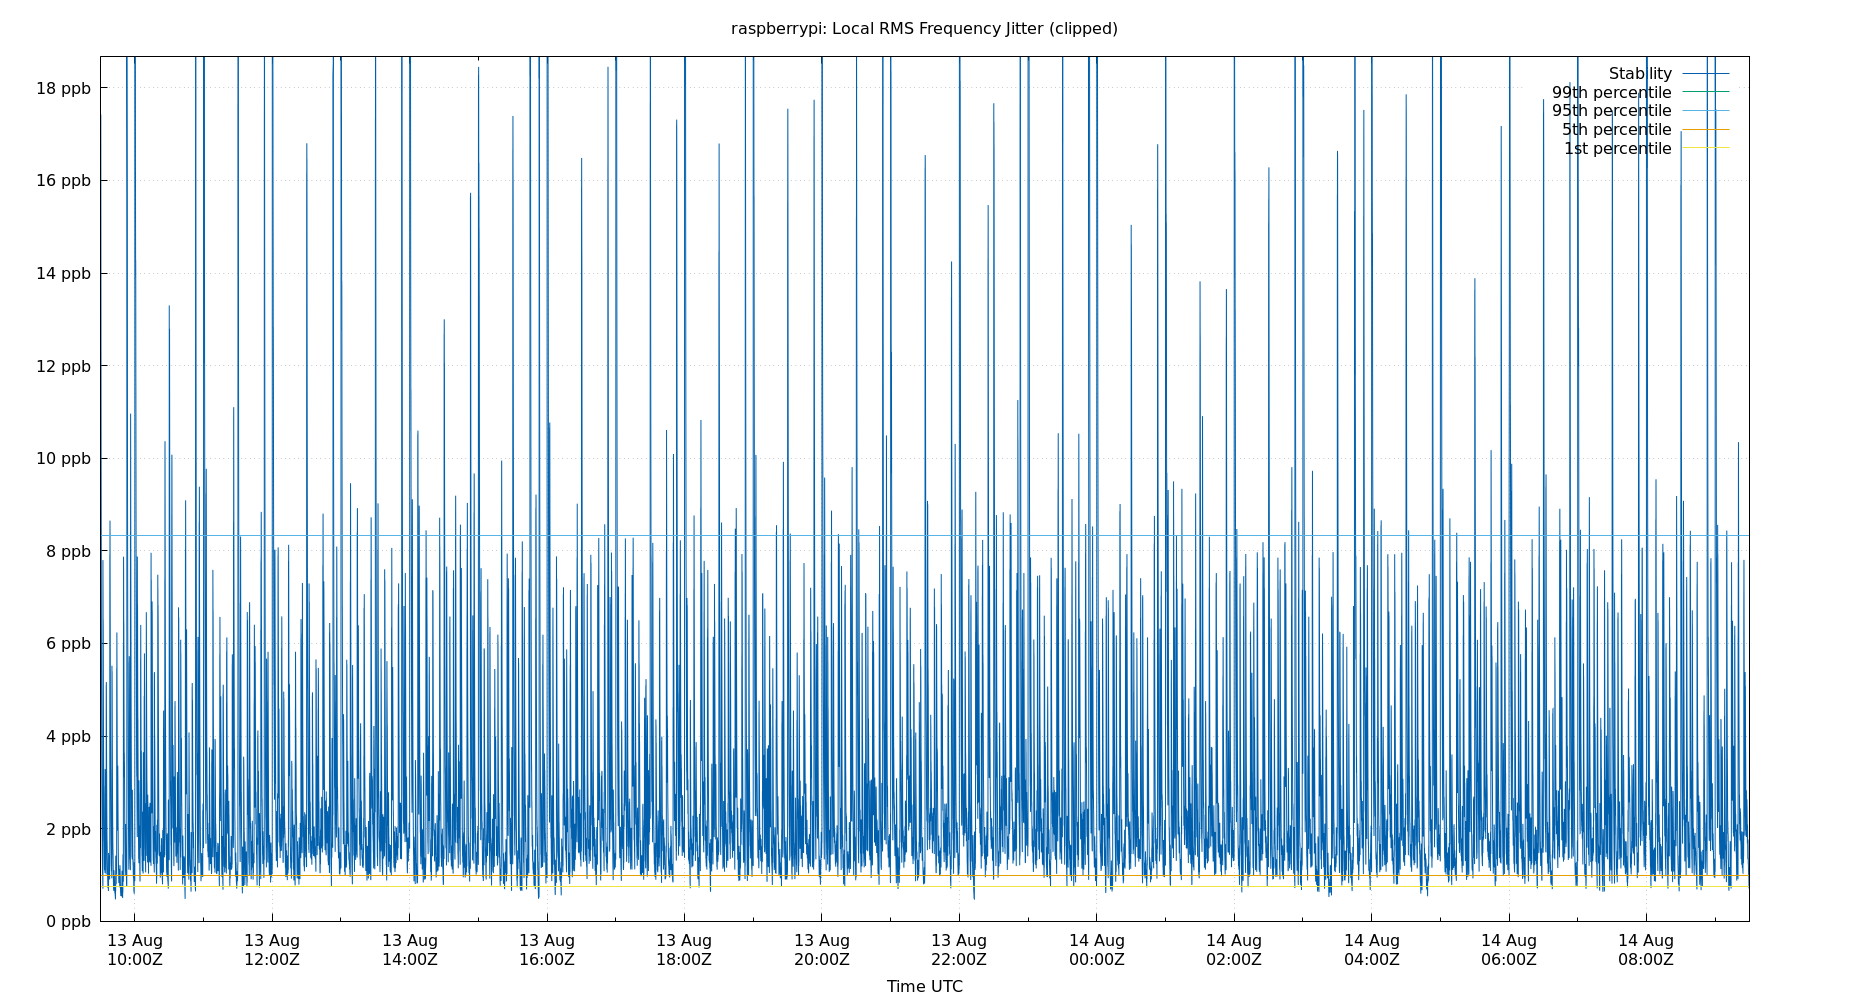 raspberrypi: Local RMS Frequency Jitter (clipped)
18 ppb
16 ppb
14 ppb
12 ppb
10 ppb
8 ppb
6 ppb
4 ppb
2 ppb
0 ppb
Stability
99th percentile
95th percentile
5th percentile
1st percentile
13 Aug 13 Aug 13 Aug 13 Aug 13 Aug 13 Aug 13 Aug 14 Aug 14 Aug 14 Aug 14 Aug 14 Aug
10:00Z 12:00Z 14:00Z 16:00Z 18:00Z 20:00Z 22:00Z 00:00Z 02:00Z 04:00Z 06:00Z 08:00Z
Time UTC